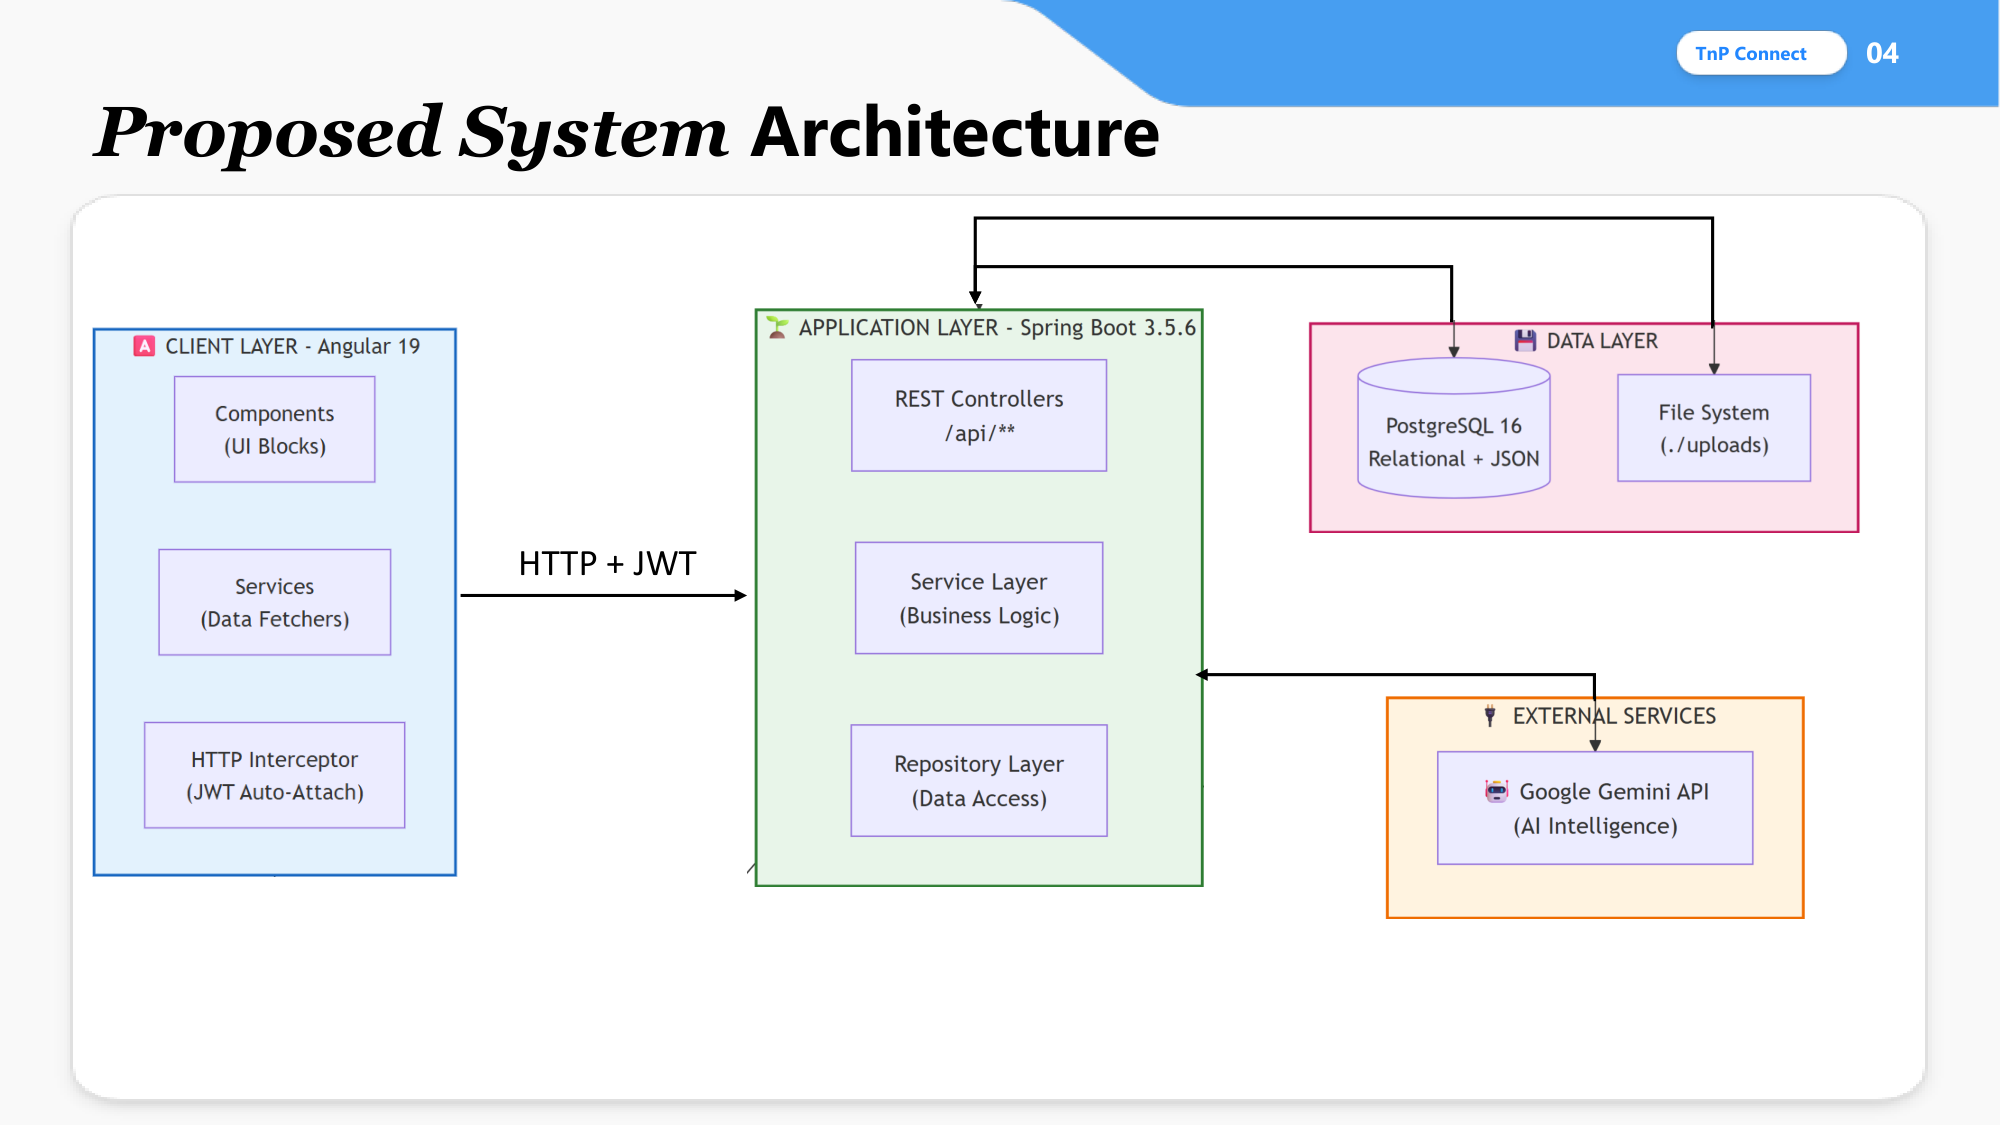 TnP Connect 04
Proposed System Architecture
🅰 CLIENT LAYER - Angular 19
Components
(UI Blocks)
Services
(Data Fetchers)
HTTP Interceptor
(JWT Auto-Attach)
HTTP + JWT
🌱 APPLICATION LAYER - Spring Boot 3.5.6
REST Controllers
/api/**
Service Layer
(Business Logic)
Repository Layer
(Data Access)
💾 DATA LAYER
PostgreSQL 16
Relational + JSON
File System
(./uploads)
🔌 EXTERNAL SERVICES
🤖 Google Gemini API
(AI Intelligence)